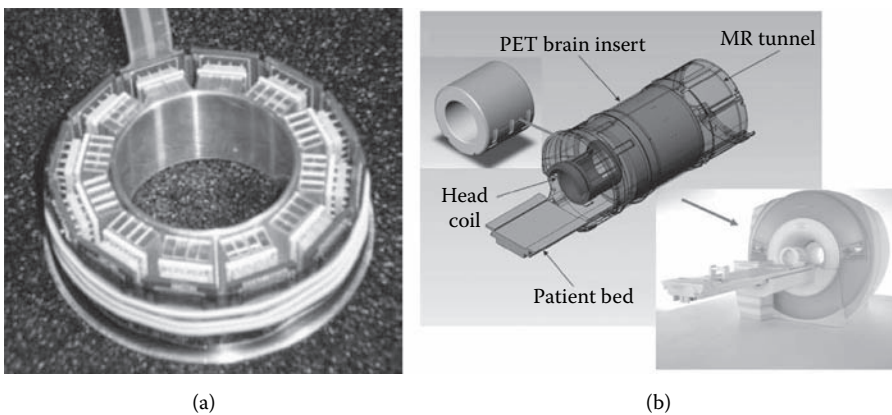 PET brain insert
MR tunnel
Head
coil
Patient bed
(a)
(b)